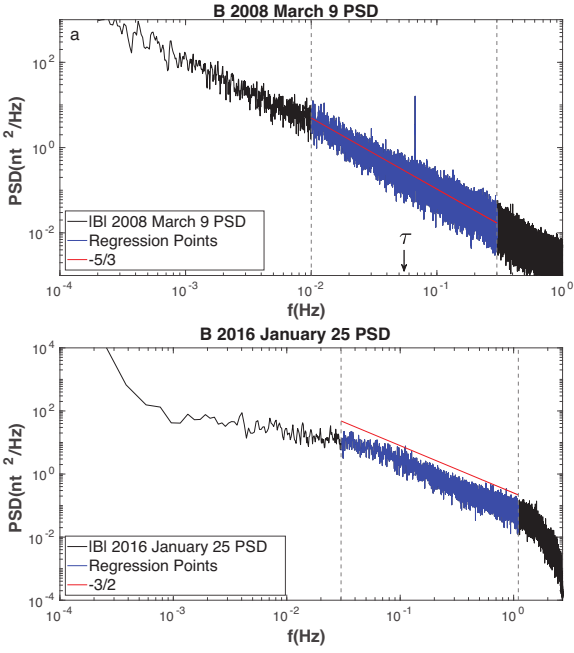 B 2008 March 9 PSD
a
PSD(nt ²/Hz)
10²
10⁰
10⁻²
|B| 2008 March 9 PSD
Regression Points
-5/3
τ
10⁻⁴
10⁻³
10⁻²
10⁻¹
10⁰
f(Hz)
B 2016 January 25 PSD
PSD(nt ²/Hz)
10⁴
10²
10⁰
10⁻²
10⁻⁴
|B| 2016 January 25 PSD
Regression Points
-3/2
10⁻⁴
10⁻³
10⁻²
10⁻¹
10⁰
f(Hz)